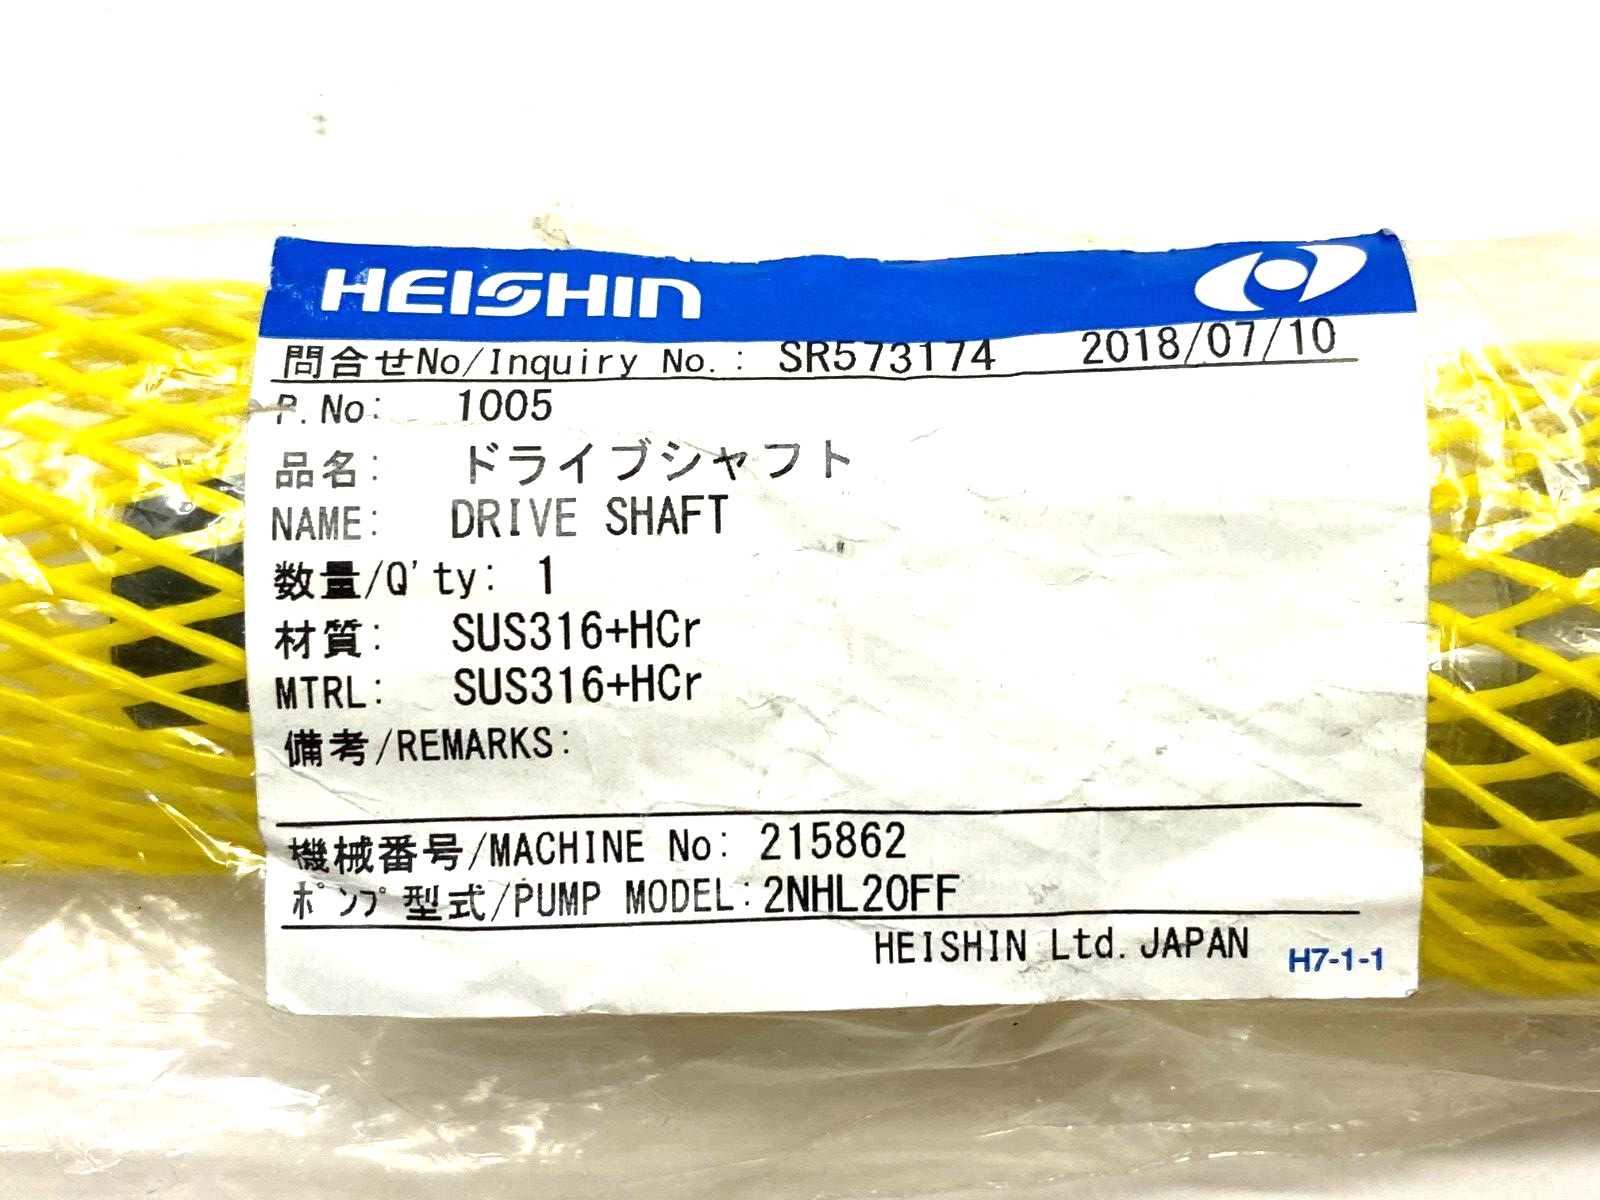 HEISHIN
問合せNo/Inquiry No.: SR573174 2018/07/10
P.No: 1005
品名: ドライブシャフト
NAME: DRIVE SHAFT
数量/Q'ty: 1
材質: SUS316+HCr
MTRL: SUS316+HCr
備考/REMARKS:
機械番号/MACHINE No: 215862
ﾎﾟﾝﾌﾟ型式/PUMP MODEL: 2NHL20FF
HEISHIN Ltd. JAPAN H7-1-1